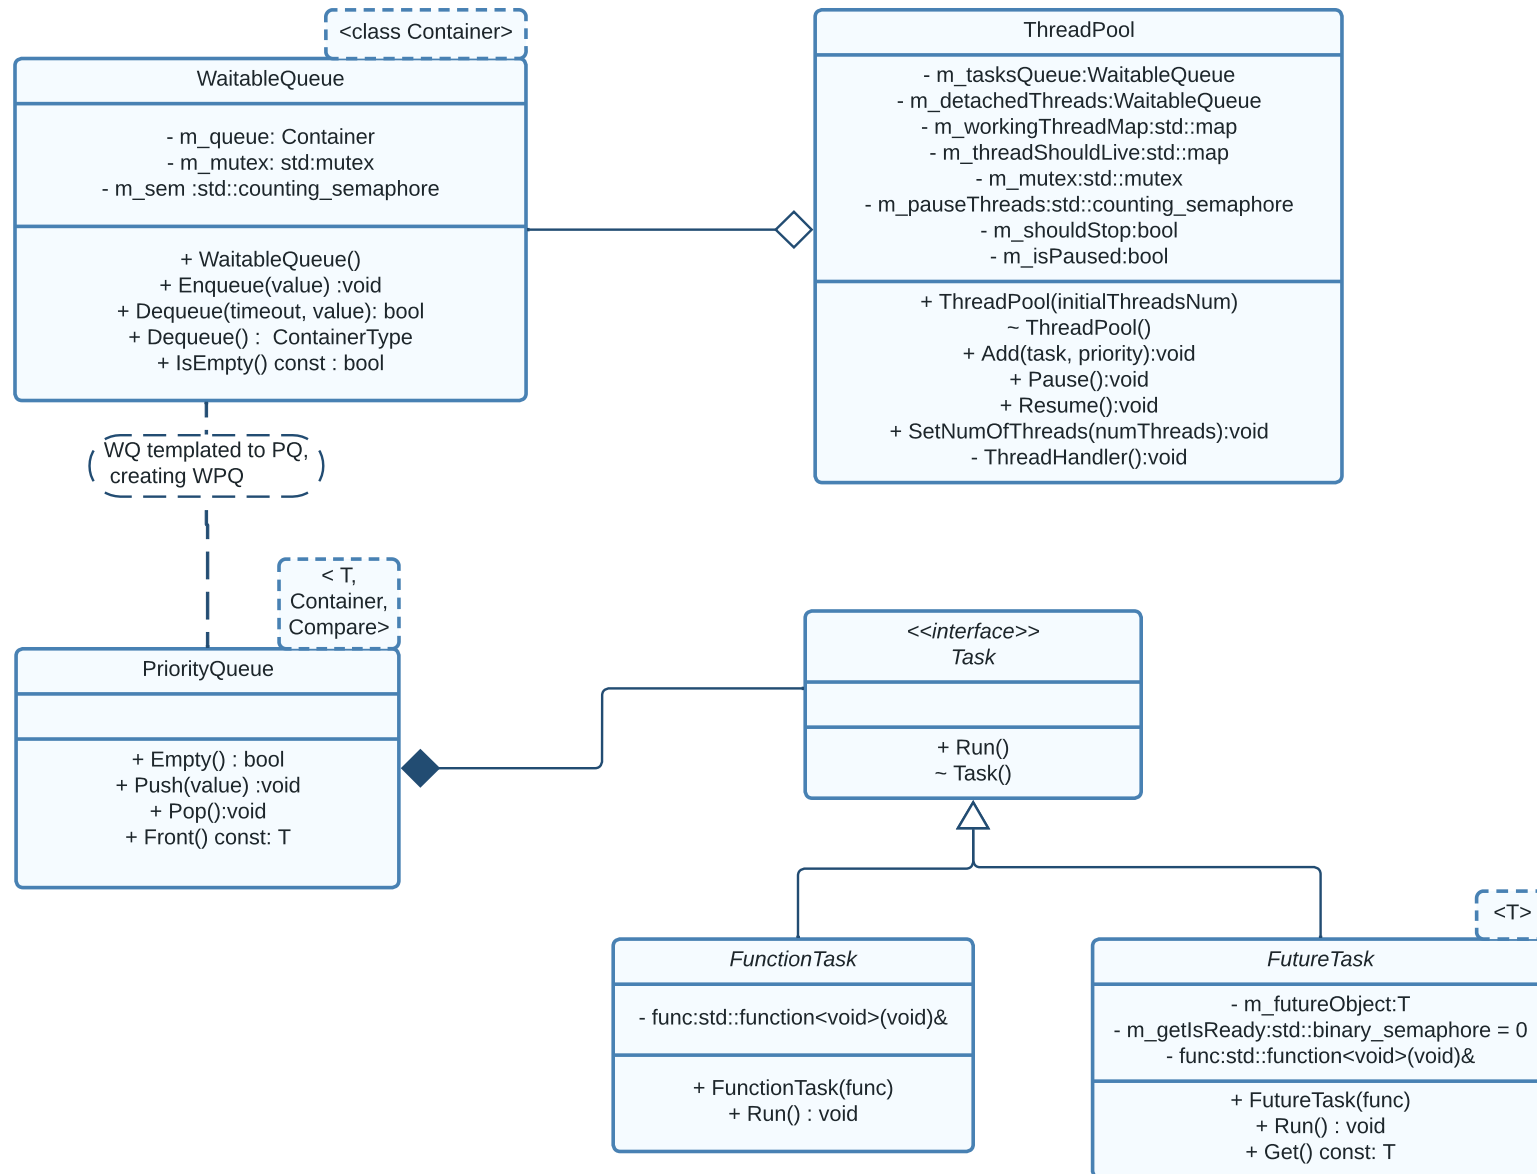 <class Container>
WaitableQueue
- m_queue: Container
- m_mutex: std:mutex
- m_sem :std::counting_semaphore
+ WaitableQueue()
+ Enqueue(value) :void
+ Dequeue(timeout, value): bool
+ Dequeue() :  ContainerType
+ IsEmpty() const : bool
ThreadPool
- m_tasksQueue:WaitableQueue
- m_detachedThreads:WaitableQueue
- m_workingThreadMap:std::map
- m_threadShouldLive:std::map
- m_mutex:std::mutex
- m_pauseThreads:std::counting_semaphore
- m_shouldStop:bool
- m_isPaused:bool
+ ThreadPool(initialThreadsNum)
~ ThreadPool()
+ Add(task, priority):void
+ Pause():void
+ Resume():void
+ SetNumOfThreads(numThreads):void
- ThreadHandler():void
WQ templated to PQ,
creating WPQ
< T,
Container,
Compare>
PriorityQueue
+ Empty() : bool
+ Push(value) :void
+ Pop():void
+ Front() const: T
<<interface>>
Task
+ Run()
~ Task()
FunctionTask
- func:std::function<void>(void)&
+ FunctionTask(func)
+ Run() : void
<T>
FutureTask
- m_futureObject:T
- m_getIsReady:std::binary_semaphore = 0
- func:std::function<void>(void)&
+ FutureTask(func)
+ Run() : void
+ Get() const: T